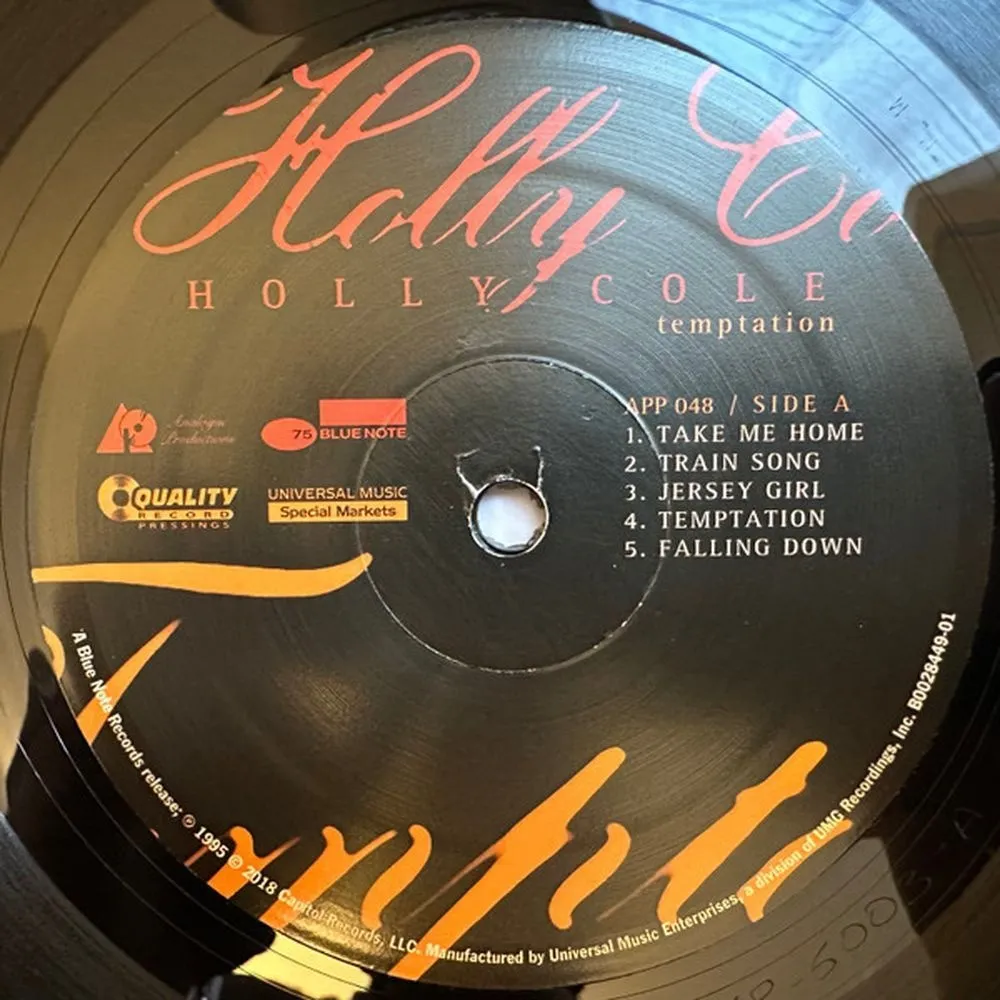 Holly Co
HOLLY COLE
temptation
AP Analogue Productions
75 BLUE NOTE
QUALITY
RECORD
PRESSINGS
UNIVERSAL MUSIC
Special Markets
APP 048 / SIDE A
1. TAKE ME HOME
2. TRAIN SONG
3. JERSEY GIRL
4. TEMPTATION
5. FALLING DOWN
A Blue Note Records release; ℗ 1995 © 2018 Capitol Records, LLC. Manufactured by Universal Music Enterprises, a division of UMG Recordings, Inc. B0028449-01